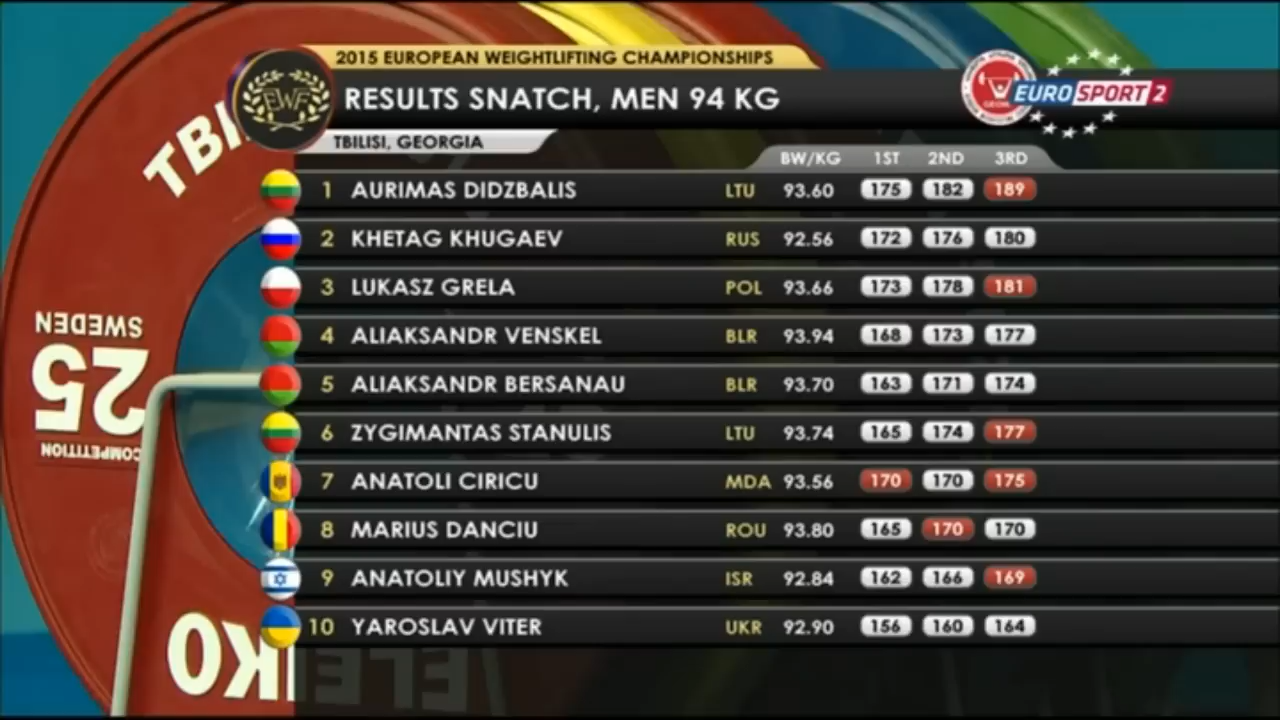 2015 EUROPEAN WEIGHTLIFTING CHAMPIONSHIPS
EWF
RESULTS SNATCH, MEN 94 KG
EUROSPORT 2
TBILISI, GEORGIA
BW/KG 1ST 2ND 3RD
1 AURIMAS DIDZBALIS LTU 93.60 175 182 189
2 KHETAG KHUGAEV RUS 92.56 172 176 180
3 LUKASZ GRELA POL 93.66 173 178 181
4 ALIAKSANDR VENSKEL BLR 93.94 168 173 177
5 ALIAKSANDR BERSANAU BLR 93.70 163 171 174
6 ZYGIMANTAS STANULIS LTU 93.74 165 174 177
7 ANATOLI CIRICU MDA 93.56 170 170 175
8 MARIUS DANCIU ROU 93.80 165 170 170
9 ANATOLIY MUSHYK ISR 92.84 162 166 169
10 YAROSLAV VITER UKR 92.90 156 160 164
TBI
SWEDEN
25
COMPETITION
ELEIKO